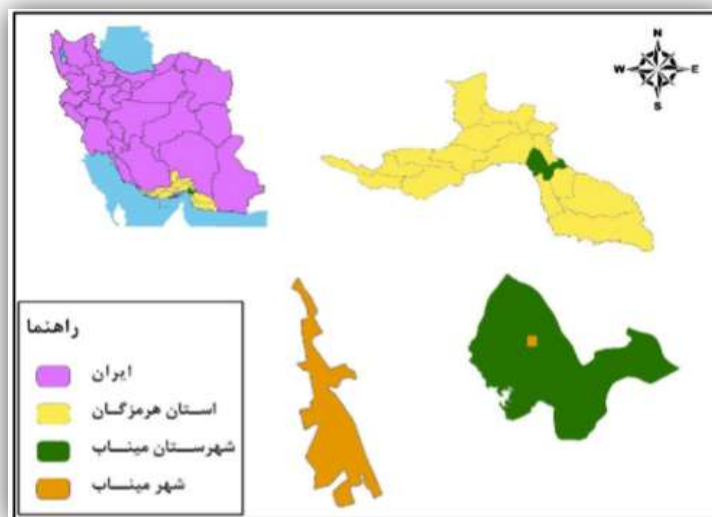 N
W E
S
راهنما
ایران
استان هرمزگان
شهرستان میناب
شهر میناب